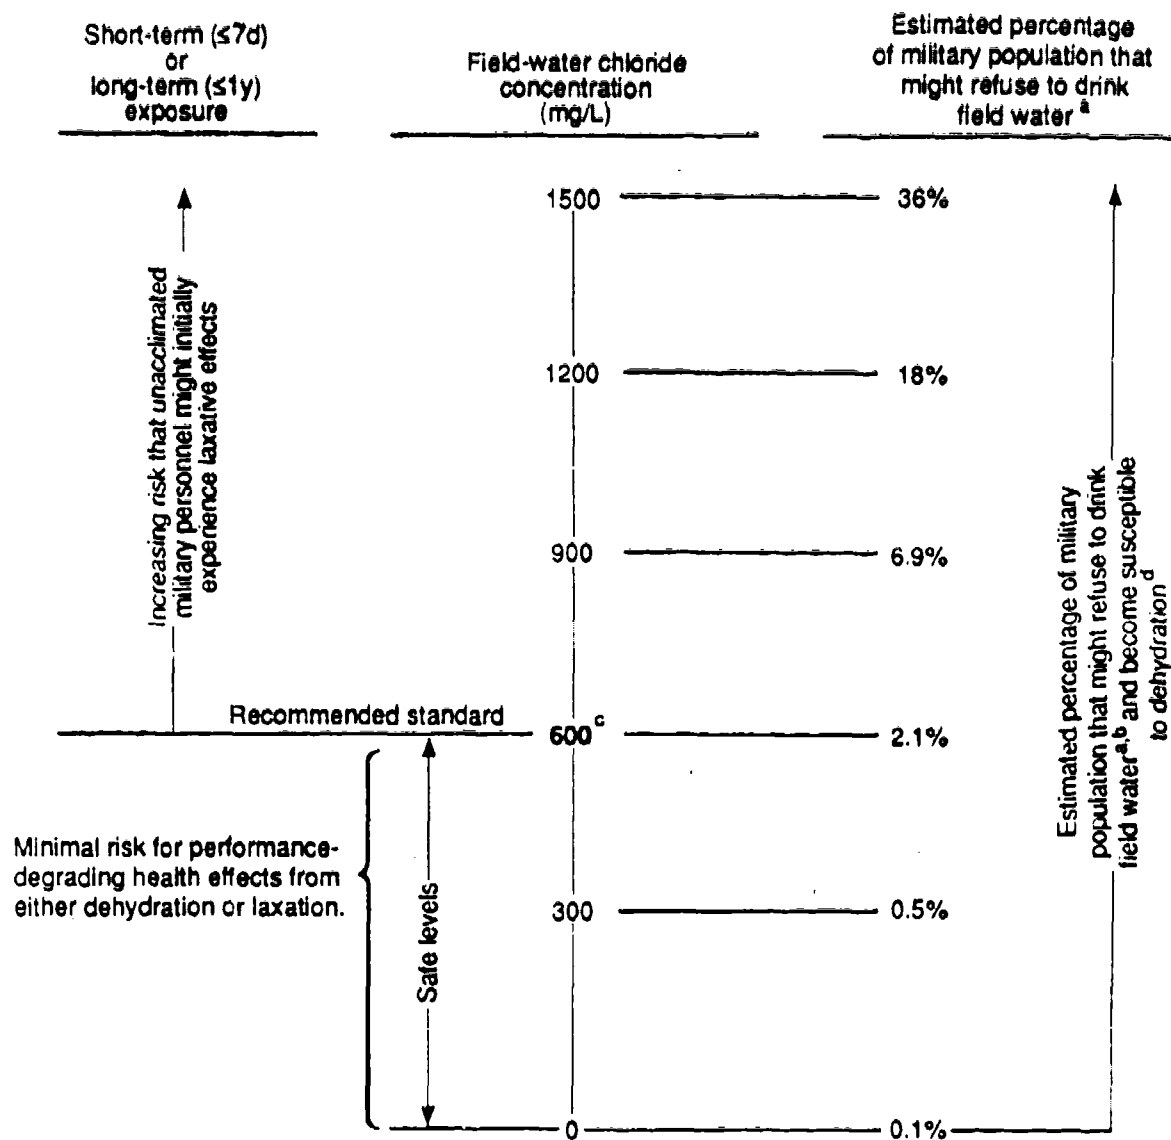 Short-term (≤7d)
or
long-term (≤1y)
exposure
Field-water chloride
concentration
(mg/L)
Estimated percentage
of military population that
might refuse to drink
field water a
1500
36%
1200
18%
900
6.9%
Increasing risk that unacclimated
military personnel might initially
experience laxative effects
Recommended standard
600 c
2.1%
Minimal risk for performance-
degrading health effects from
either dehydration or laxation.
Safe levels
300
0.5%
0
0.1%
Estimated percentage of military
population that might refuse to drink
field water a,b and become susceptible
to dehydration d